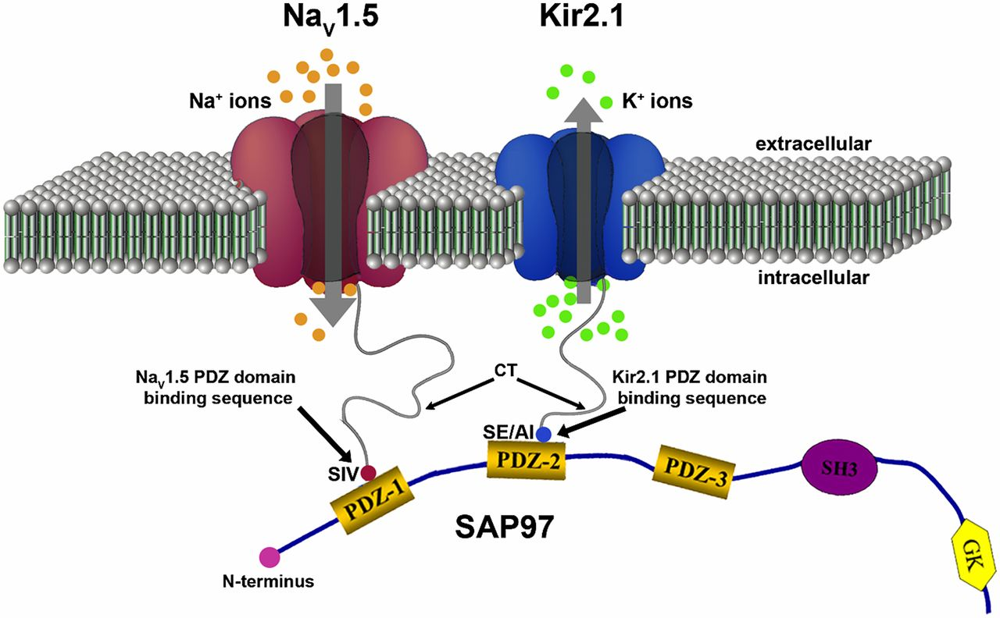 Naᵥ1.5
Kir2.1
Na⁺ ions
K⁺ ions
extracellular
intracellular
Naᵥ1.5 PDZ domain
binding sequence
CT
Kir2.1 PDZ domain
binding sequence
SE/AI
SIV
PDZ-1
PDZ-2
PDZ-3
SH3
GK
SAP97
N-terminus